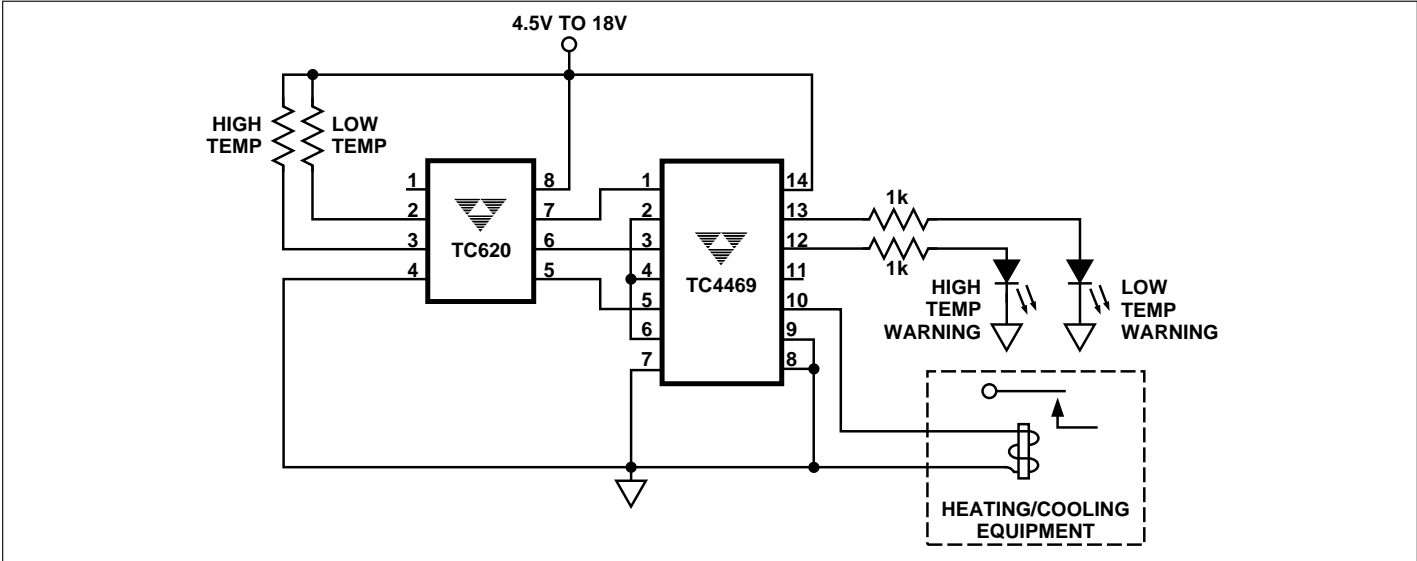 4.5V TO 18V
HIGH
TEMP
LOW
TEMP
1
2
3
4
TC620
8
7
6
5
1
2
3
4
5
6
7
TC4469
14
13
12
11
10
9
8
1k
1k
HIGH
TEMP
WARNING
LOW
TEMP
WARNING
HEATING/COOLING
EQUIPMENT